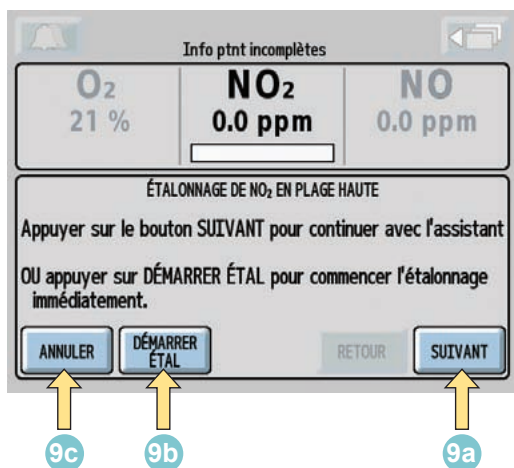 Info ptnt incomplètes
O₂ NO₂ NO
21 % 0.0 ppm 0.0 ppm
ÉTALONNAGE DE NO₂ EN PLAGE HAUTE
Appuyer sur le bouton SUIVANT pour continuer avec l'assistant
OU appuyer sur DÉMARRER ÉTAL pour commencer l'étalonnage
immédiatement.
ANNULER
DÉMARRER
ÉTAL
RETOUR
SUIVANT
9c 9b 9a